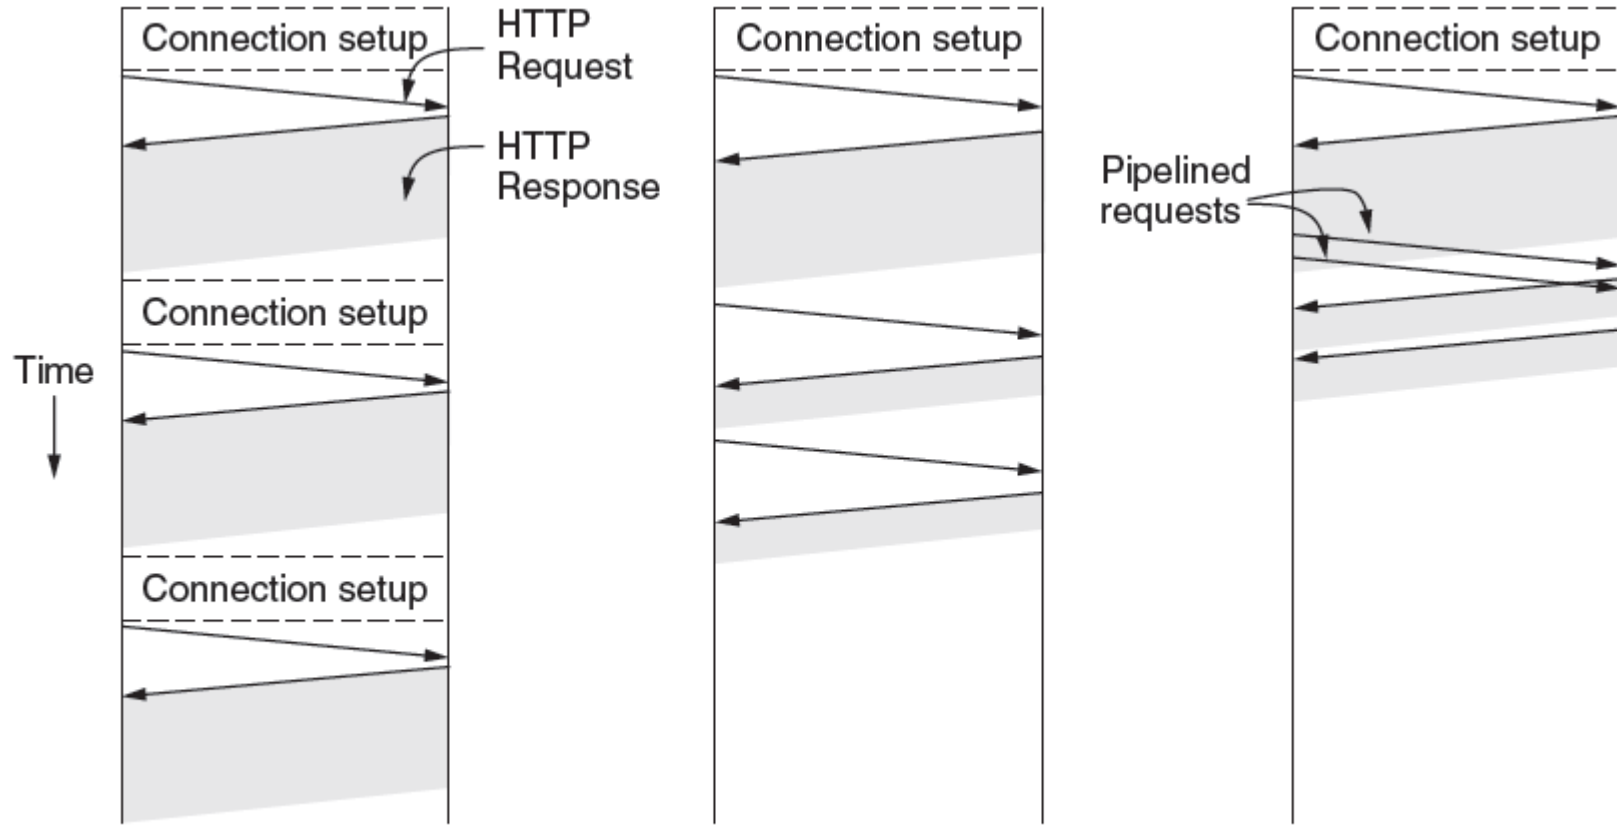 Connection setup
HTTP
Request
HTTP
Response
Connection setup
Time
Connection setup
Connection setup
Connection setup
Pipelined
requests